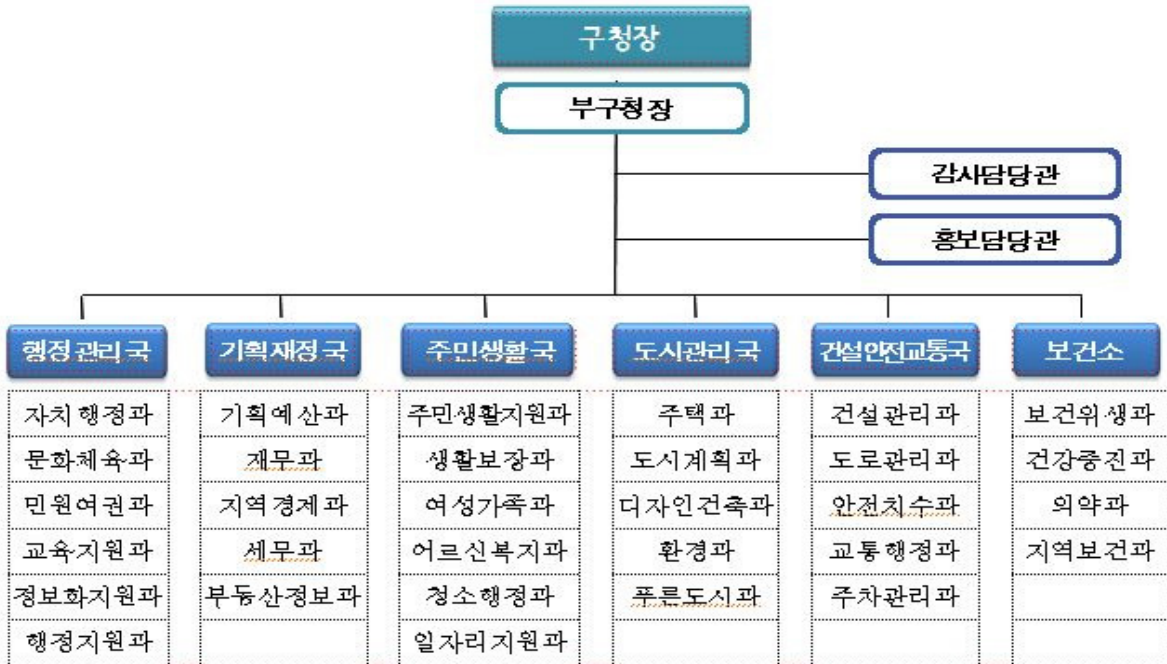 구청장
부구청장
감사담당관
홍보담당관
행정관리국 기획재정국 주민생활국 도시관리국 건설안전교통국 보건소
자치행정과 기획예산과 주민생활지원과 주택과 건설관리과 보건위생과
문화체육과 재무과 생활보장과 도시계획과 도로관리과 건강증진과
민원여권과 지역경제과 여성가족과 디자인건축과 안전치수과 의약과
교육지원과 세무과 어르신복지과 환경과 교통행정과 지역보건과
정보화지원과 부동산정보과 청소행정과 푸른도시과 주차관리과
행정지원과 일자리지원과